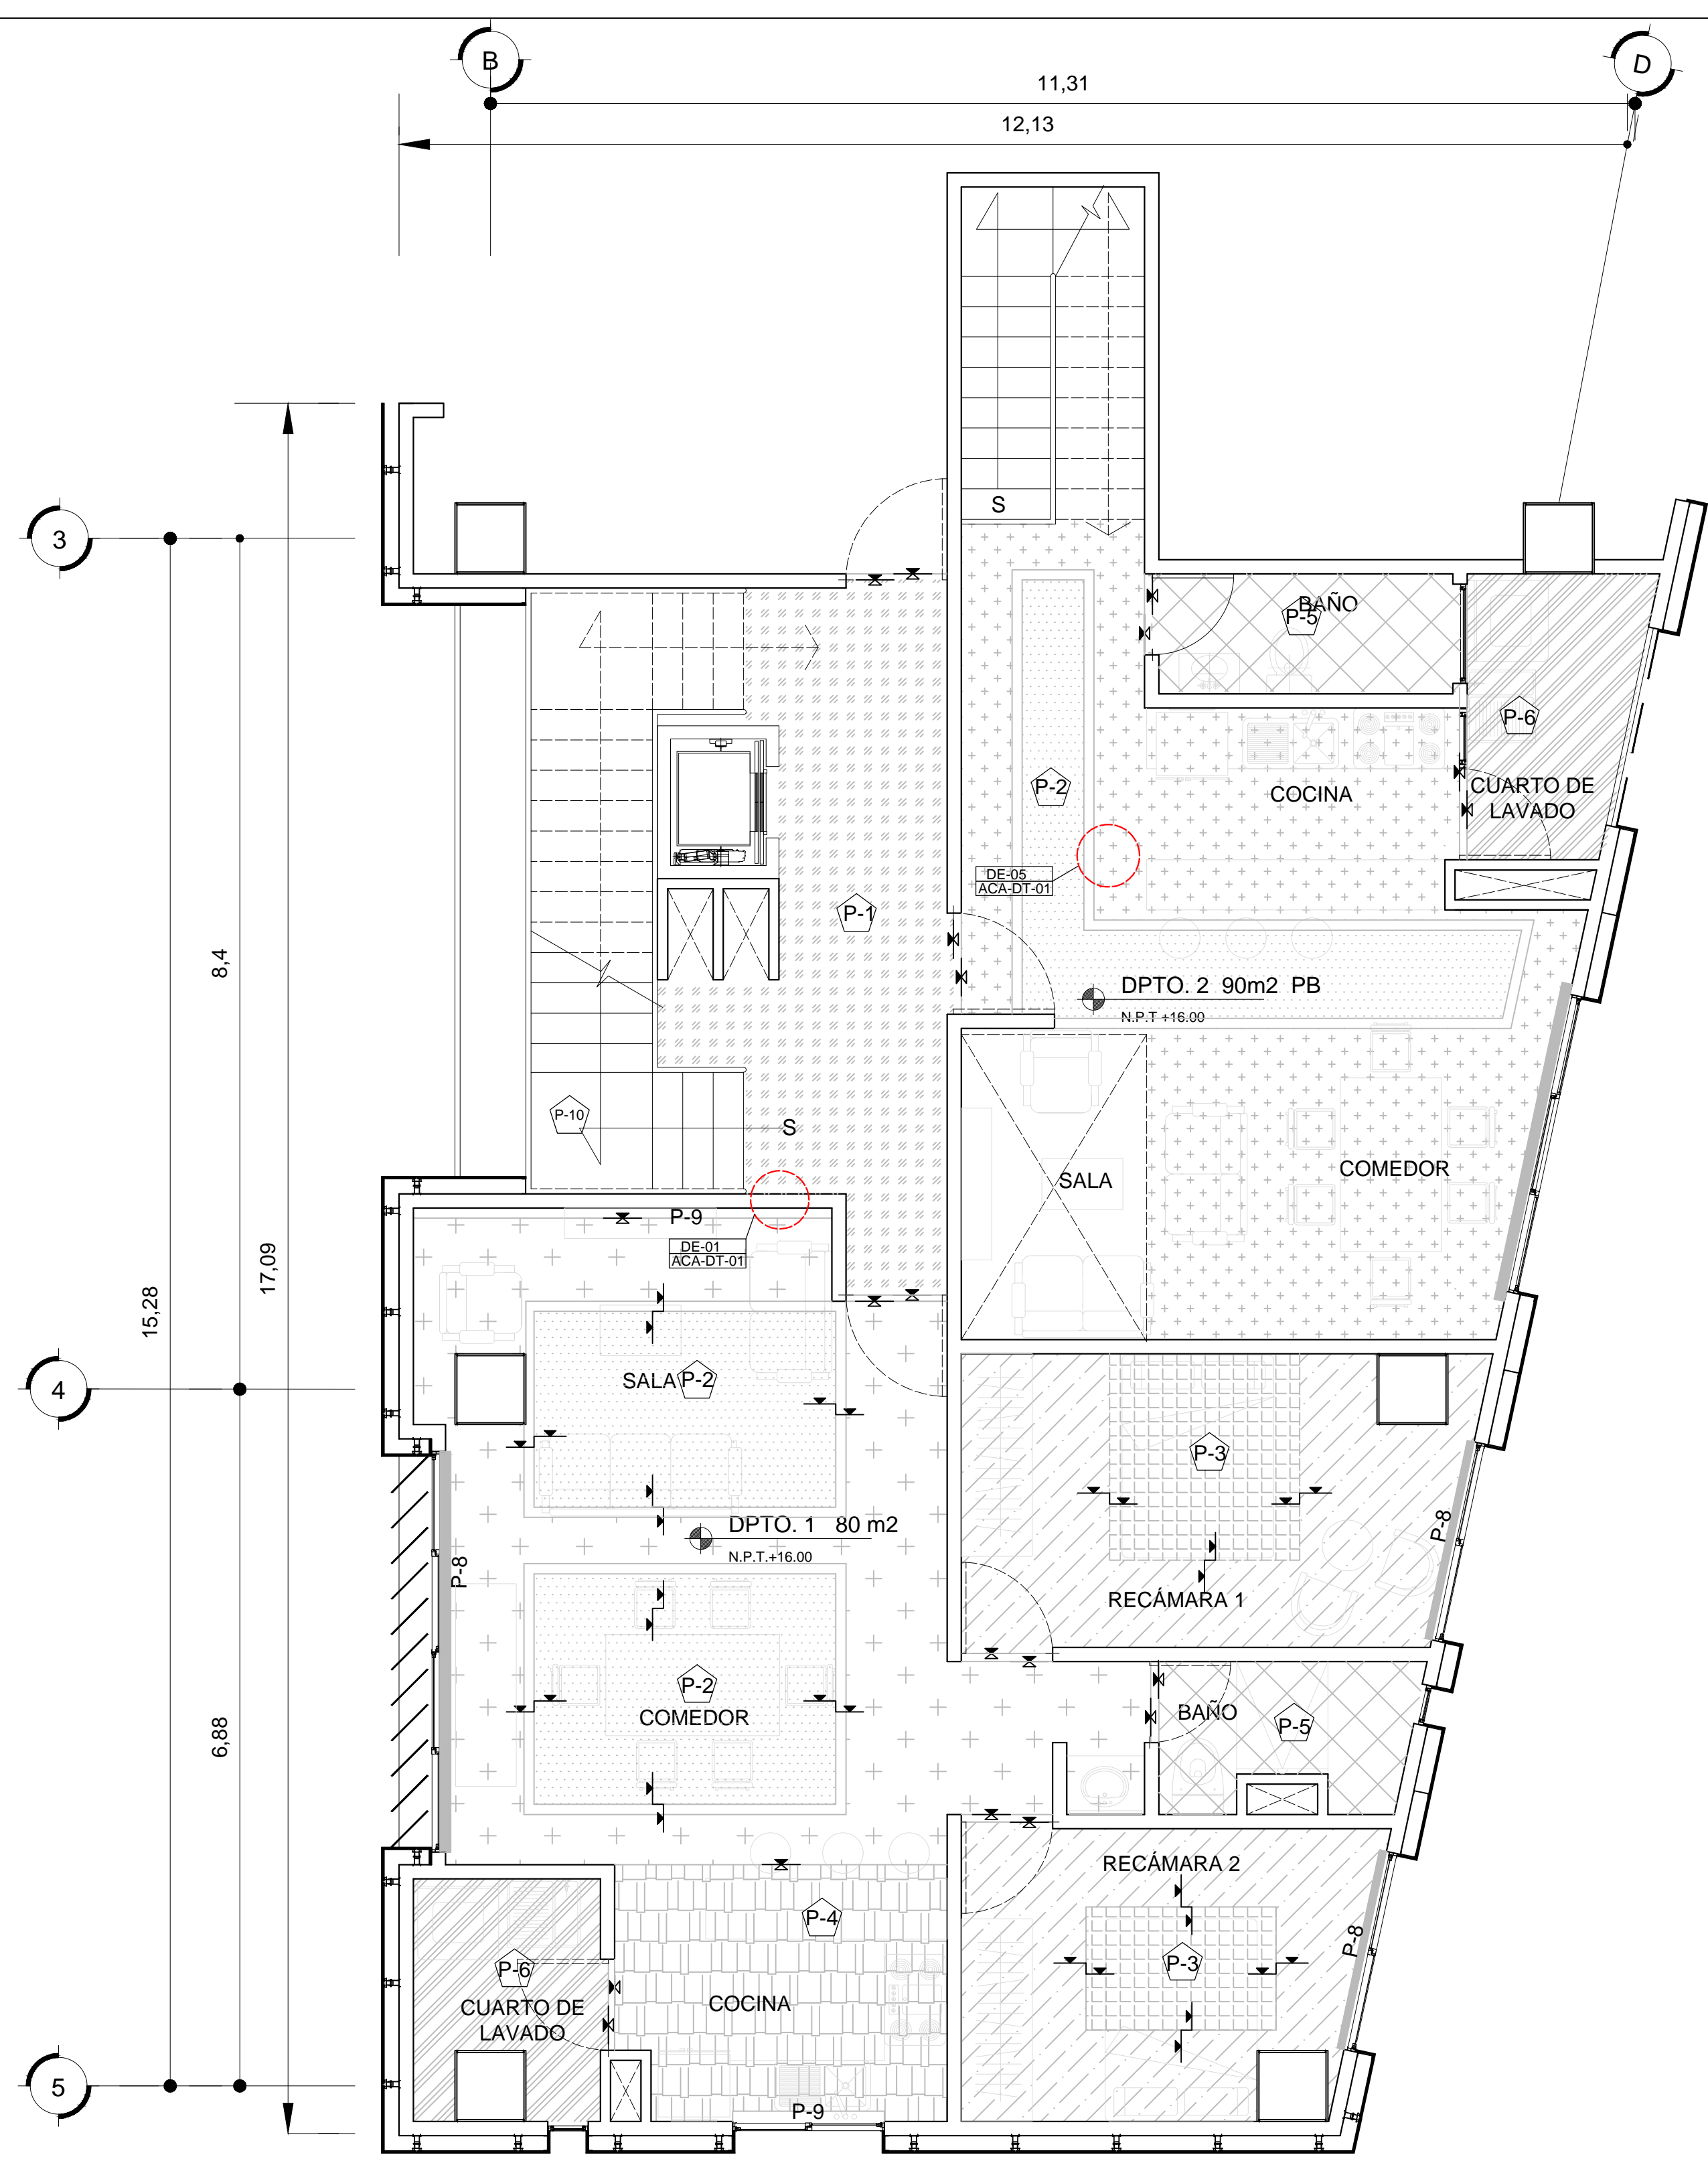 B
D
11,31
12,13
S
3
BAÑO
P-5
P-6
P-2
CUARTO DE
LAVADO
COCINA
DE-05
ACA-DT-01
P-1
8,4
DPTO. 2  90m2  PB
N.P.T +16.00
P-10
S
SALA
COMEDOR
P-9
DE-01
ACA-DT-01
17,09
15,28
4
SALA
P-2
P-3
P-8
DPTO. 1   80 m2
N.P.T.+16.00
P-8
RECÁMARA 1
P-2
COMEDOR
BAÑO
P-5
6,88
RECÁMARA 2
P-4
P-8
P-6
P-3
CUARTO DE
LAVADO
COCINA
5
P-9